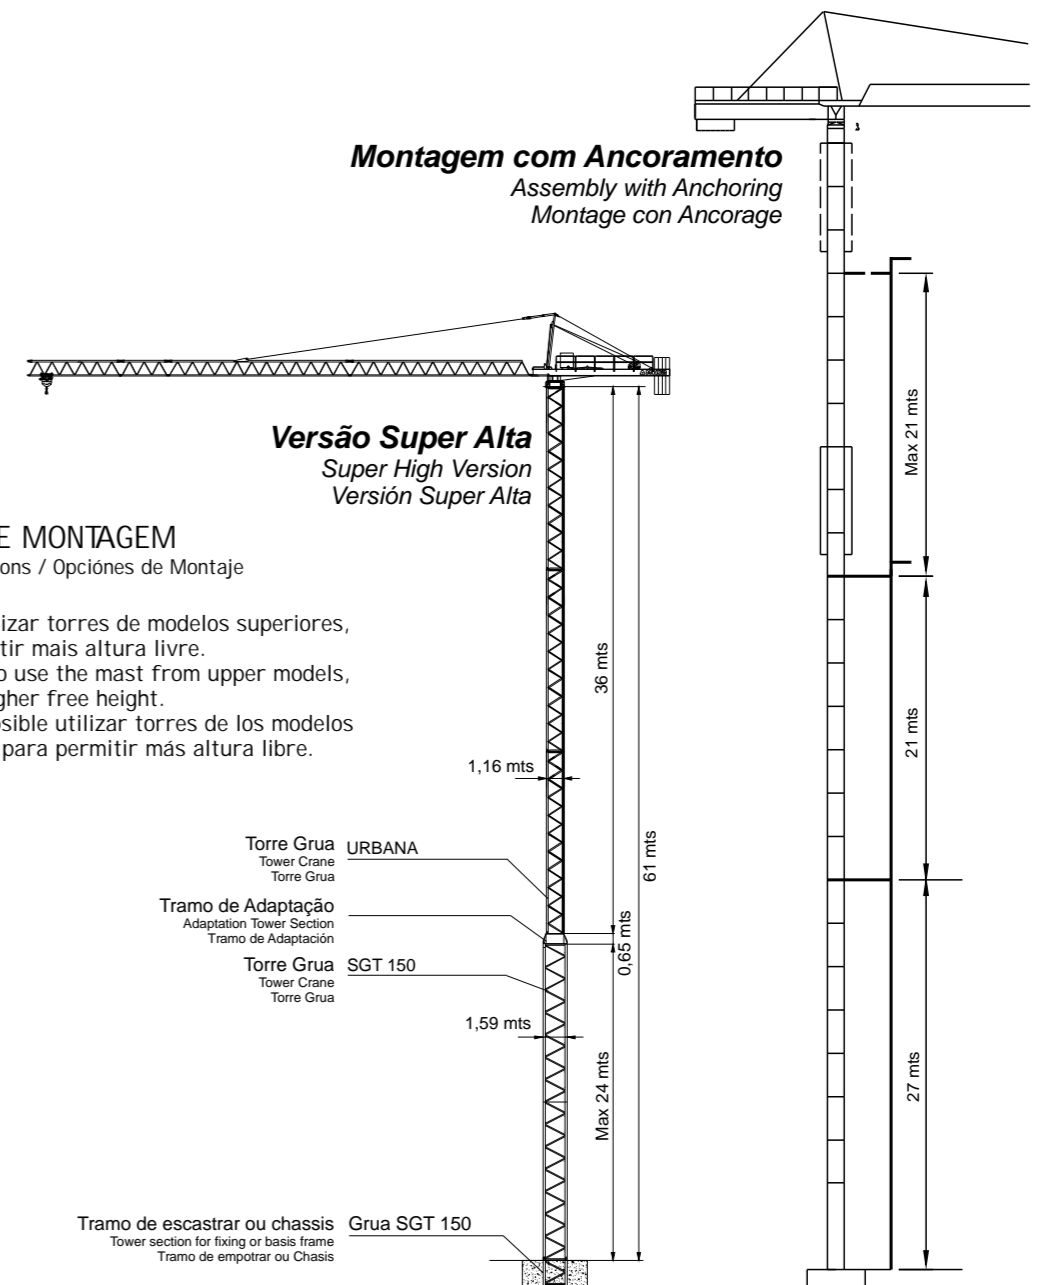 Montagem com Ancoramento
Assembly with Anchoring
Montage con Ancorage
Versão Super Alta
Super High Version
Versión Super Alta
E MONTAGEM
ons / Opciónes de Montaje
lizar torres de modelos superiores,
tir mais altura livre.
o use the mast from upper models,
gher free height.
sible utilizar torres de los modelos
para permitir más altura libre.
Max 21 mts
36 mts
21 mts
1,16 mts
61 mts
Torre Grua URBANA
Tower Crane
Torre Grua
Tramo de Adaptação
Adaptation Tower Section
Tramo de Adaptación
0,65 mts
Torre Grua SGT 150
Tower Crane
Torre Grua
1,59 mts
Max 24 mts
27 mts
Tramo de escastrar ou chassis Grua SGT 150
Tower section for fixing or basis frame
Tramo de empotrar ou Chasis